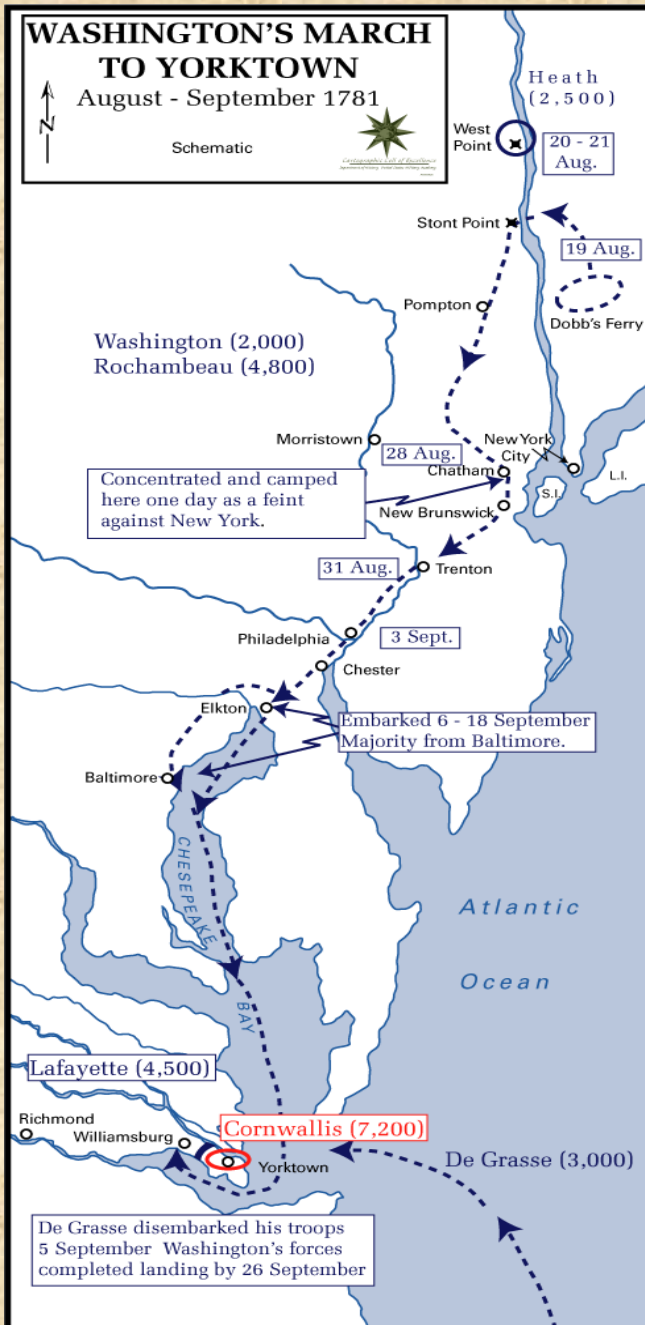 WASHINGTON'S MARCH
TO YORKTOWN
August - September 1781
N
Schematic
Cartographic Cell of Excellence
Heath
(2,500)
West
Point
20 - 21
Aug.
Stont Point
19 Aug.
Pompton
Dobb's Ferry
Washington (2,000)
Rochambeau (4,800)
Morristown
28 Aug.
New York
City
Chatham
L.I.
S.I.
Concentrated and camped
here one day as a feint
against New York.
New Brunswick
31 Aug.
Trenton
Philadelphia
3 Sept.
Chester
Elkton
Embarked 6 - 18 September
Majority from Baltimore.
Baltimore
CHESEPEAKE
BAY
Atlantic
Ocean
Lafayette (4,500)
Richmond
Williamsburg
Cornwallis (7,200)
Yorktown
De Grasse (3,000)
De Grasse disembarked his troops
5 September Washington's forces
completed landing by 26 September